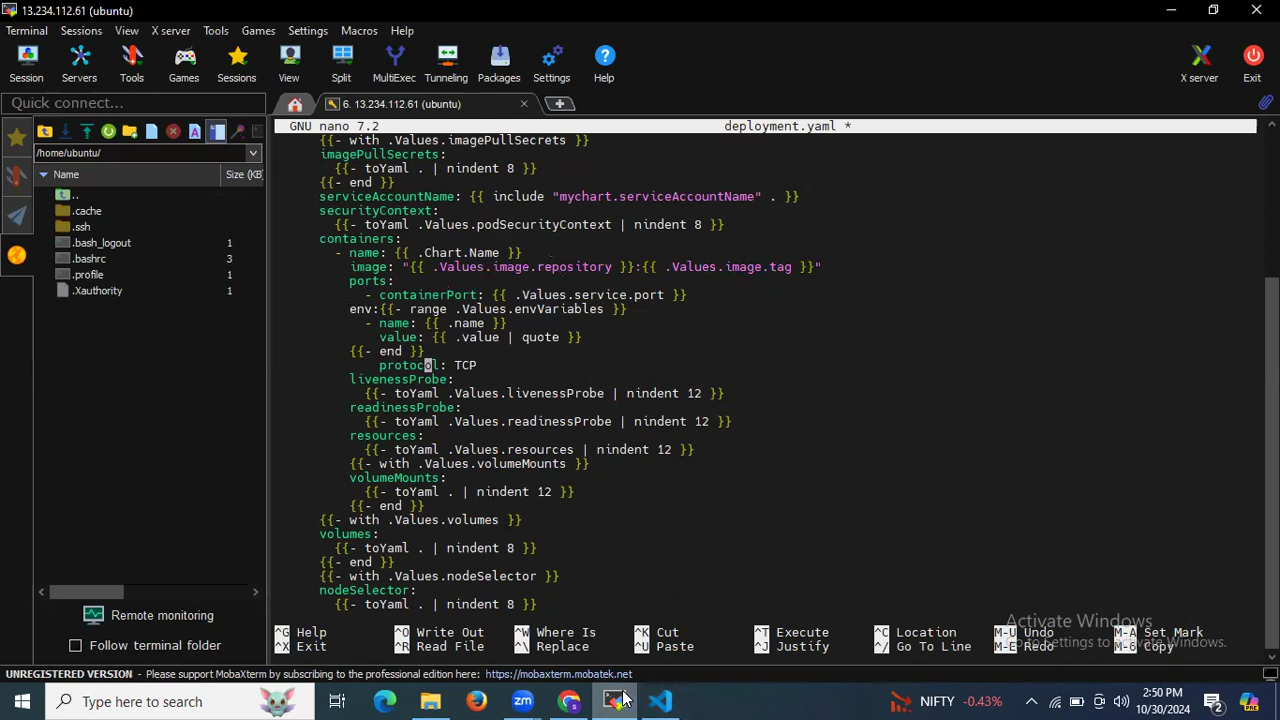 13.234.112.61 (ubuntu)
Terminal Sessions View X server Tools Games Settings Macros Help
Session Servers Tools Games Sessions View Split MultiExec Tunneling Packages Settings Help X server Exit
Quick connect...
6. 13.234.112.61 (ubuntu)
/home/ubuntu/
Name Size (KB)
..
.cache
.ssh
.bash_logout 1
.bashrc 3
.profile 1
.Xauthority 1
Remote monitoring
Follow terminal folder
GNU nano 7.2 deployment.yaml *
{{- with .Values.imagePullSecrets }}
imagePullSecrets:
{{- toYaml . | nindent 8 }}
{{- end }}
serviceAccountName: {{ include "mychart.serviceAccountName" . }}
securityContext:
{{- toYaml .Values.podSecurityContext | nindent 8 }}
containers:
- name: {{ .Chart.Name }}
image: "{{ .Values.image.repository }}:{{ .Values.image.tag }}"
ports:
- containerPort: {{ .Values.service.port }}
env:{{- range .Values.envVariables }}
- name: {{ .name }}
value: {{ .value | quote }}
{{- end }}
protocol: TCP
livenessProbe:
{{- toYaml .Values.livenessProbe | nindent 12 }}
readinessProbe:
{{- toYaml .Values.readinessProbe | nindent 12 }}
resources:
{{- toYaml .Values.resources | nindent 12 }}
{{- with .Values.volumeMounts }}
volumeMounts:
{{- toYaml . | nindent 12 }}
{{- end }}
{{- with .Values.volumes }}
volumes:
{{- toYaml . | nindent 8 }}
{{- end }}
{{- with .Values.nodeSelector }}
nodeSelector:
{{- toYaml . | nindent 8 }}
^G Help ^O Write Out ^W Where Is ^K Cut ^T Execute ^C Location M-U Undo M-A Set Mark
^X Exit ^R Read File ^\ Replace ^U Paste ^J Justify ^/ Go To Line M-E Redo M-6 Copy
Activate Windows
Go to Settings to activate Windows.
UNREGISTERED VERSION - Please support MobaXterm by subscribing to the professional edition here: https://mobaxterm.mobatek.net
Type here to search
NIFTY -0.43%
2:50 PM
10/30/2024
2